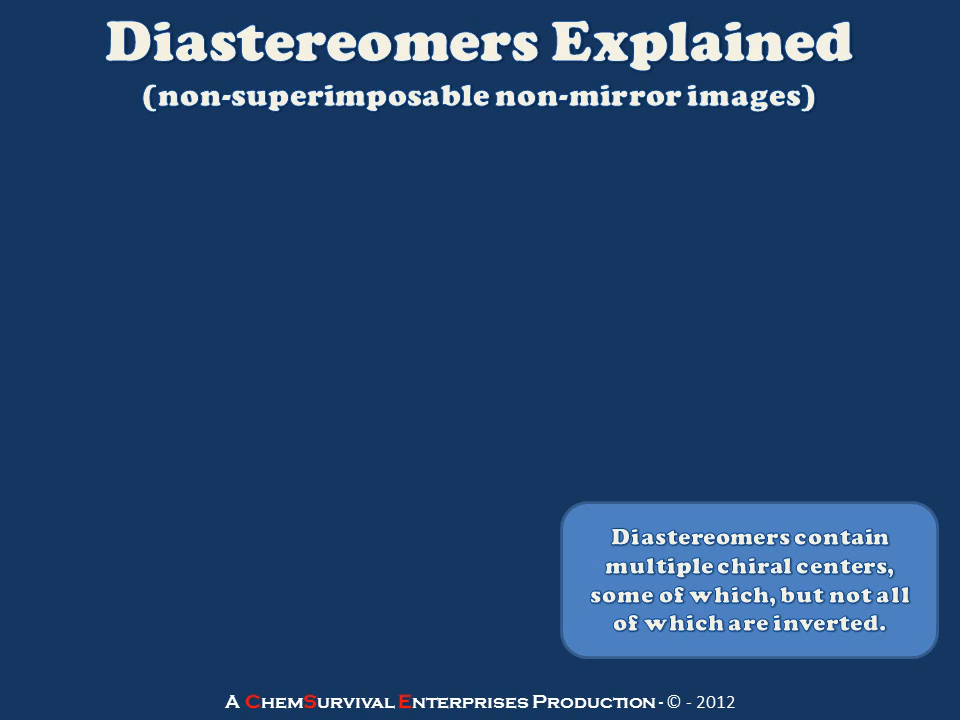 Diastereomers Explained
(non-superimposable non-mirror images)
Diastereomers contain
multiple chiral centers,
some of which, but not all
of which are inverted.
A ChemSurvival Enterprises Production - © - 2012